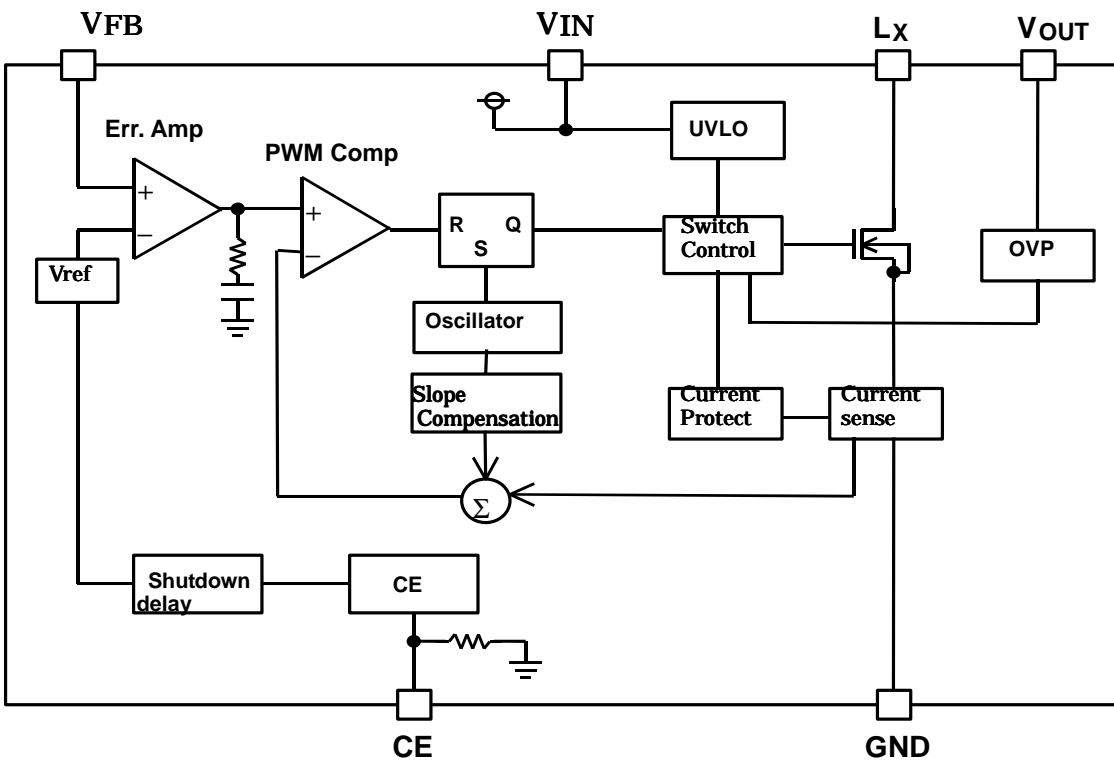 VFB
VIN
LX
VOUT
Err. Amp
PWM Comp
UVLO
+
−
+
−
R
Q
S
Switch
Control
OVP
Vref
Oscillator
Slope
Compensation
Current
Protect
Current
sense
Σ
Shutdown
delay
CE
CE
GND